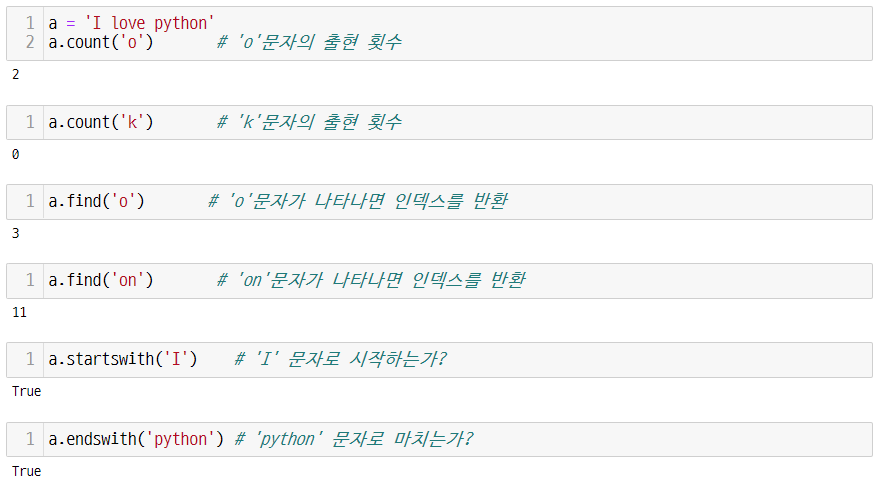 1 a = 'I love python'
2 a.count('o') # 'o'문자의 출현 횟수
2
1 a.count('k') # 'k'문자의 출현 횟수
0
1 a.find('o') # 'o'문자가 나타나면 인덱스를 반환
3
1 a.find('on') # 'on'문자가 나타나면 인덱스를 반환
11
1 a.startswith('I') # 'I' 문자로 시작하는가?
True
1 a.endswith('python') # 'python' 문자로 마치는가?
True